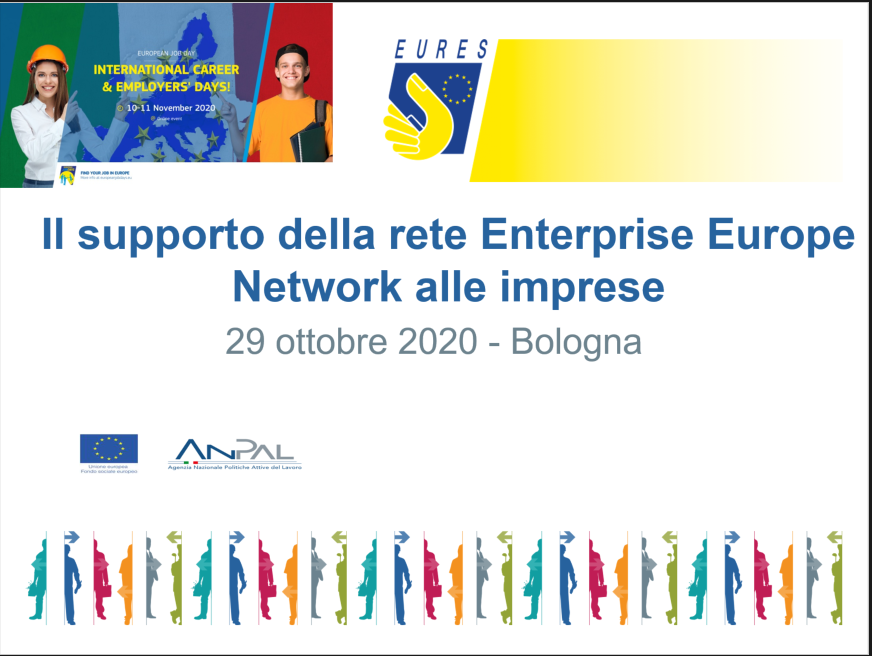 EUROPEAN JOB DAY
INTERNATIONAL CAREER
& EMPLOYERS' DAYS!
10-11 November 2020
Online event
FIND YOUR JOB IN EUROPE
EURES
Il supporto della rete Enterprise Europe
Network alle imprese
29 ottobre 2020 - Bologna
Unione europea
Fondo sociale europeo
ANPAL
Agenzia Nazionale Politiche Attive del Lavoro